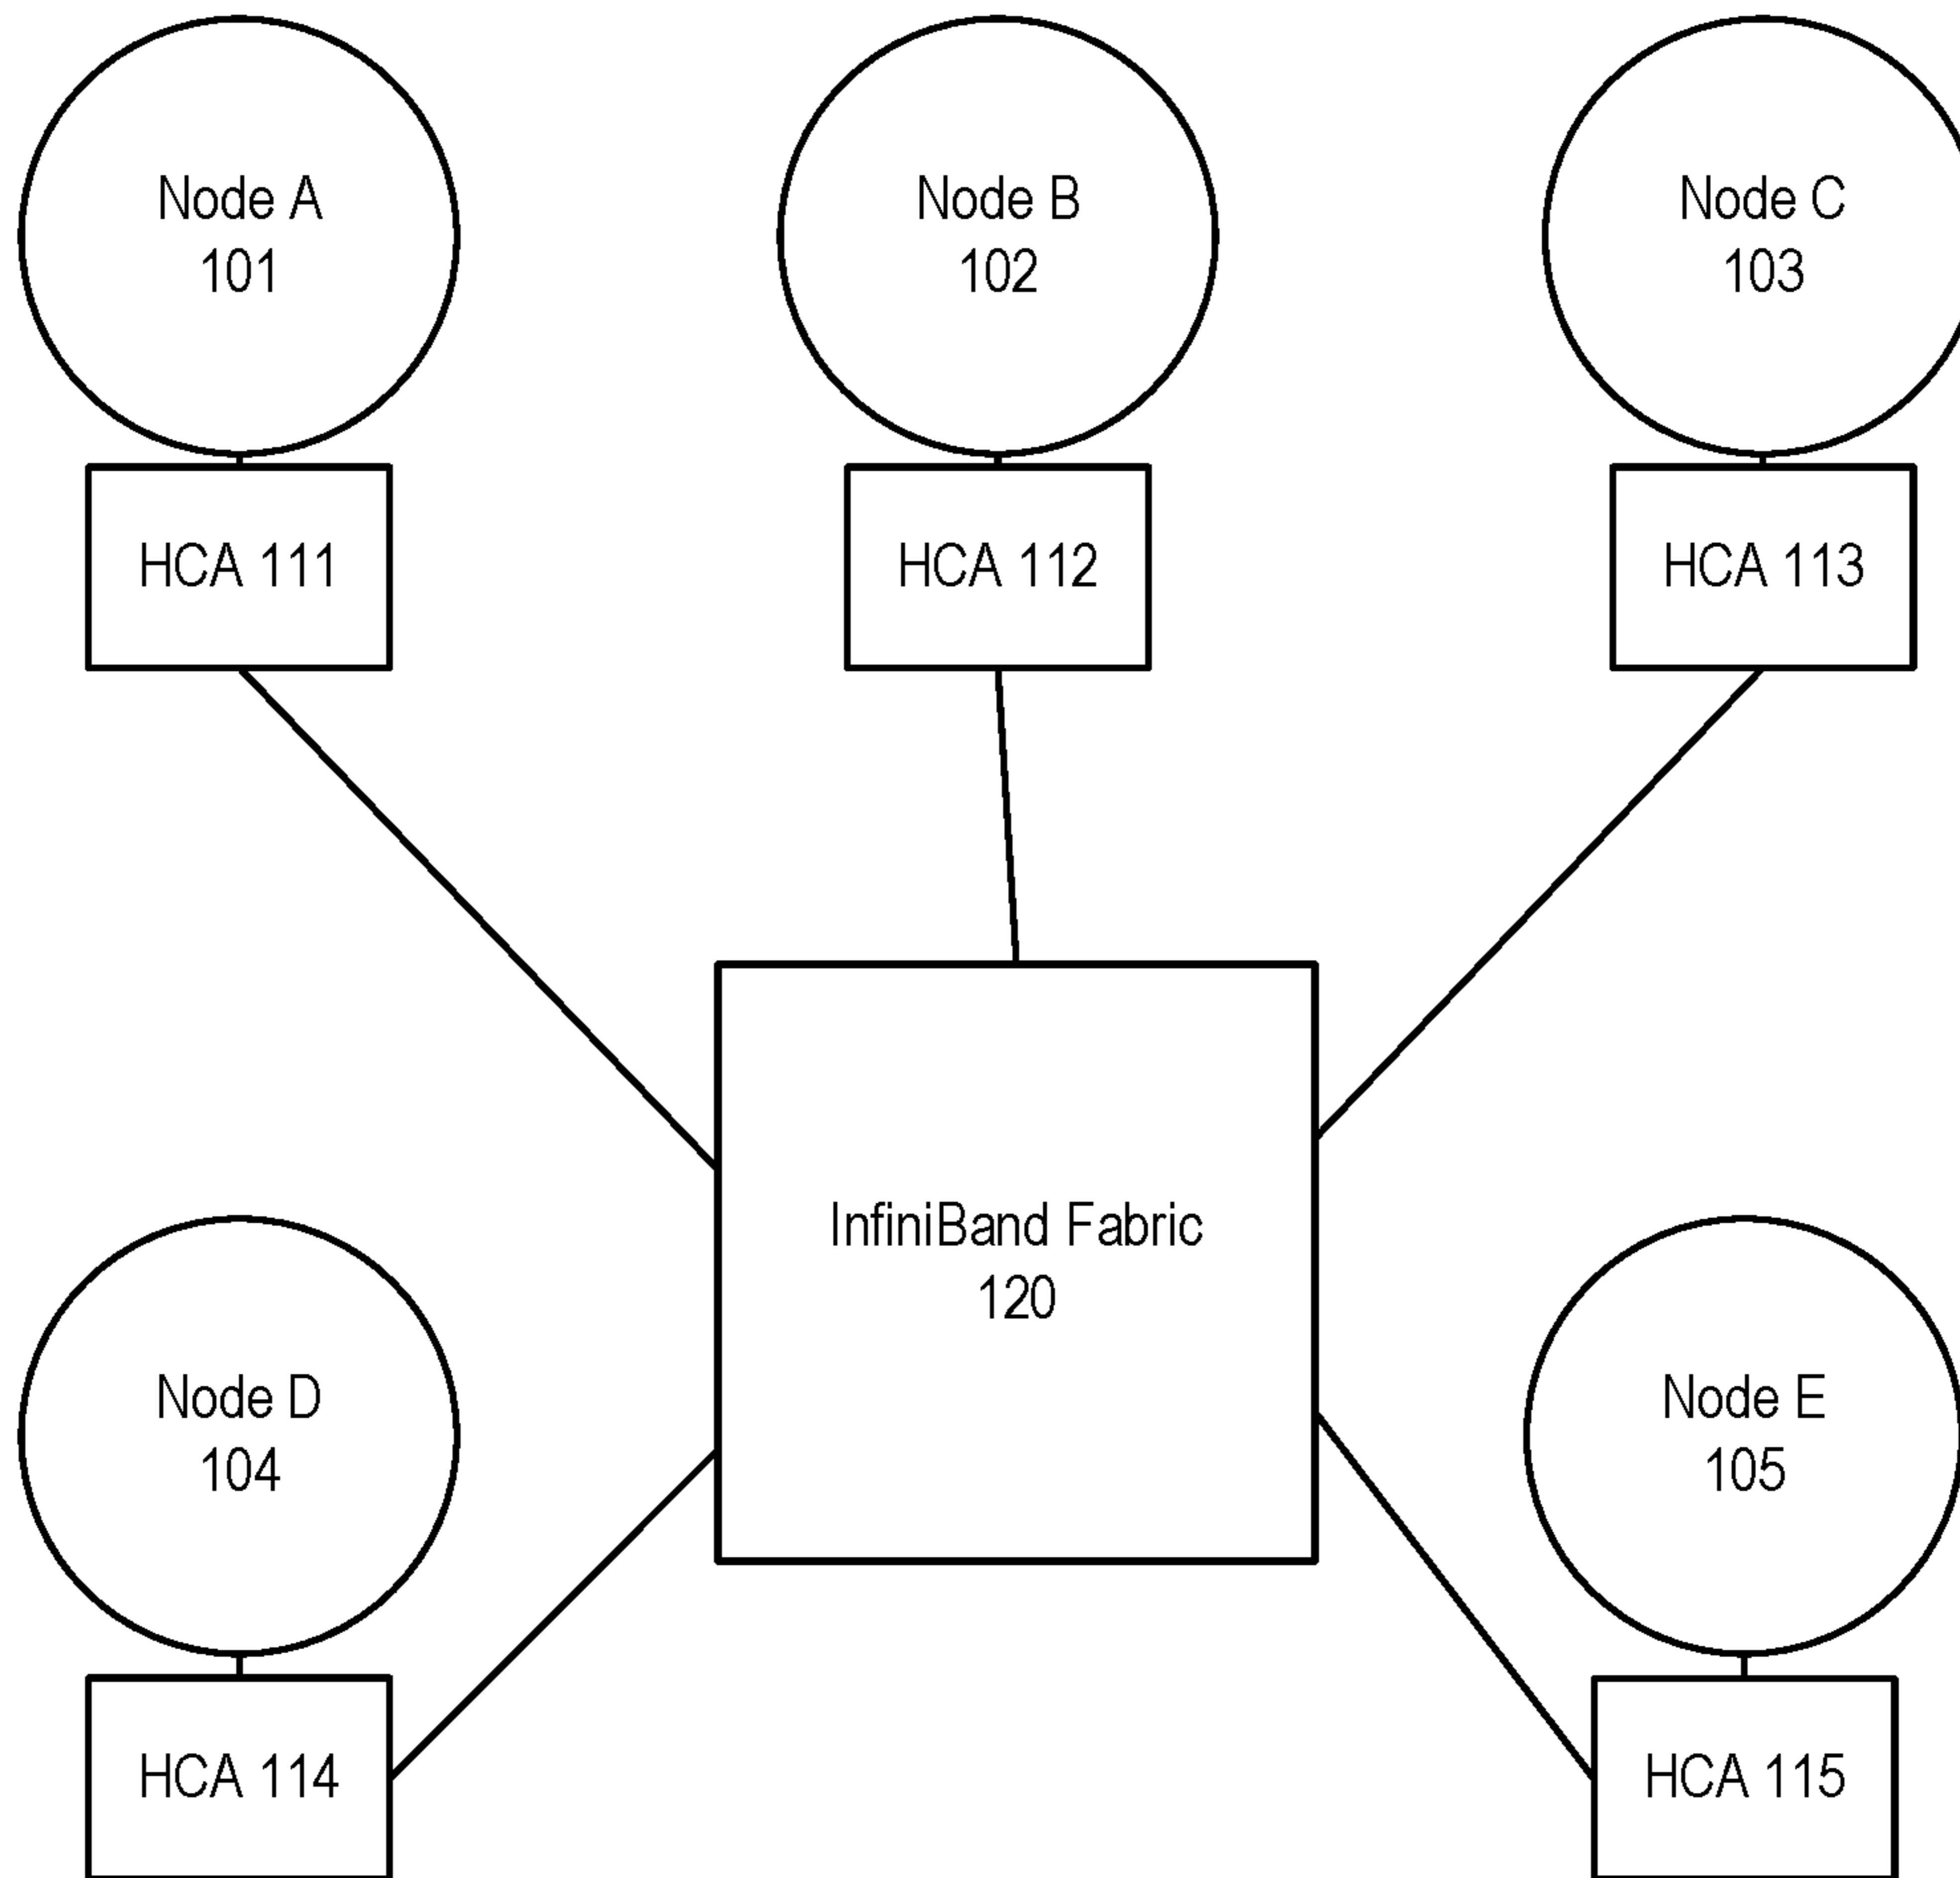 Node A
101
Node B
102
Node C
103
HCA 111
HCA 112
HCA 113
InfiniBand Fabric
120
Node D
104
Node E
105
HCA 114
HCA 115